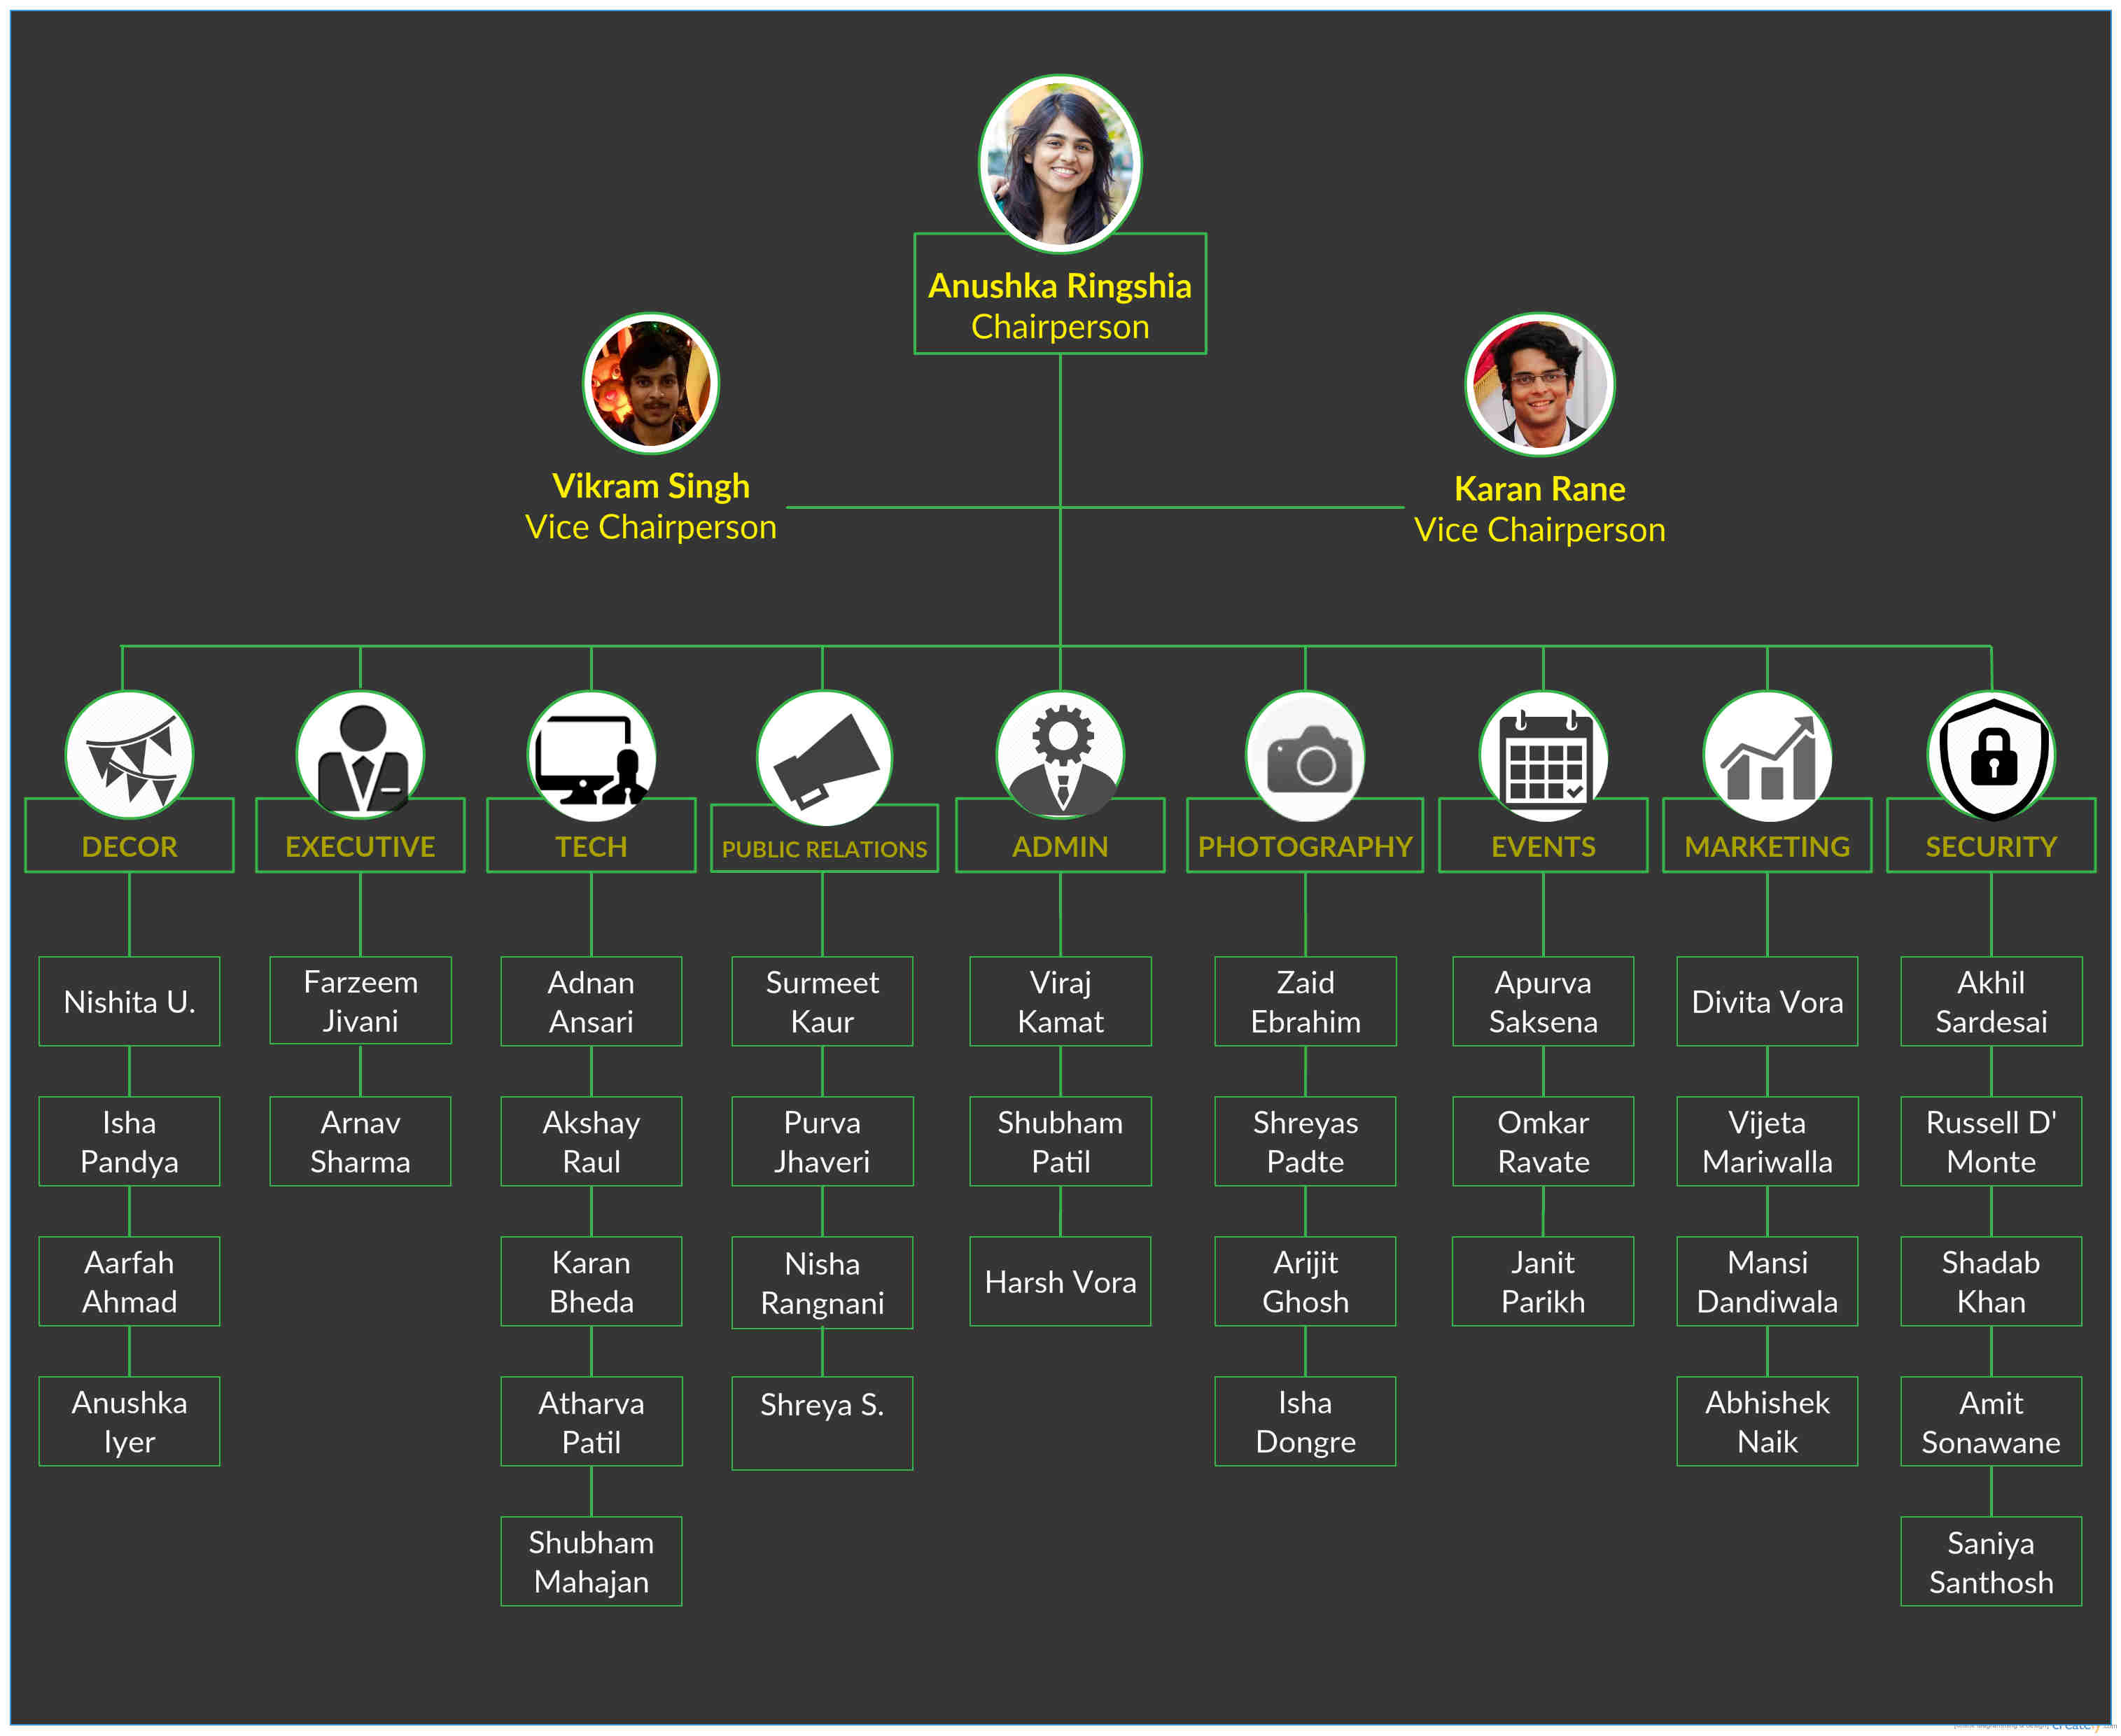 Anushka Ringshia
Chairperson
Vikram Singh
Vice Chairperson
Karan Rane
Vice Chairperson
DECOR
EXECUTIVE
TECH
PUBLIC RELATIONS
ADMIN
PHOTOGRAPHY
EVENTS
MARKETING
SECURITY
Nishita U.
Isha
Pandya
Aarfah
Ahmad
Anushka
Iyer
Farzeem
Jivani
Arnav
Sharma
Adnan
Ansari
Akshay
Raul
Karan
Bheda
Atharva
Patil
Shubham
Mahajan
Surmeet
Kaur
Purva
Jhaveri
Nisha
Rangnani
Shreya S.
Viraj
Kamat
Shubham
Patil
Harsh Vora
Zaid
Ebrahim
Shreyas
Padte
Arijit
Ghosh
Isha
Dongre
Apurva
Saksena
Omkar
Ravate
Janit
Parikh
Divita Vora
Vijeta
Mariwalla
Mansi
Dandiwala
Abhishek
Naik
Akhil
Sardesai
Russell D'
Monte
Shadab
Khan
Amit
Sonawane
Saniya
Santhosh